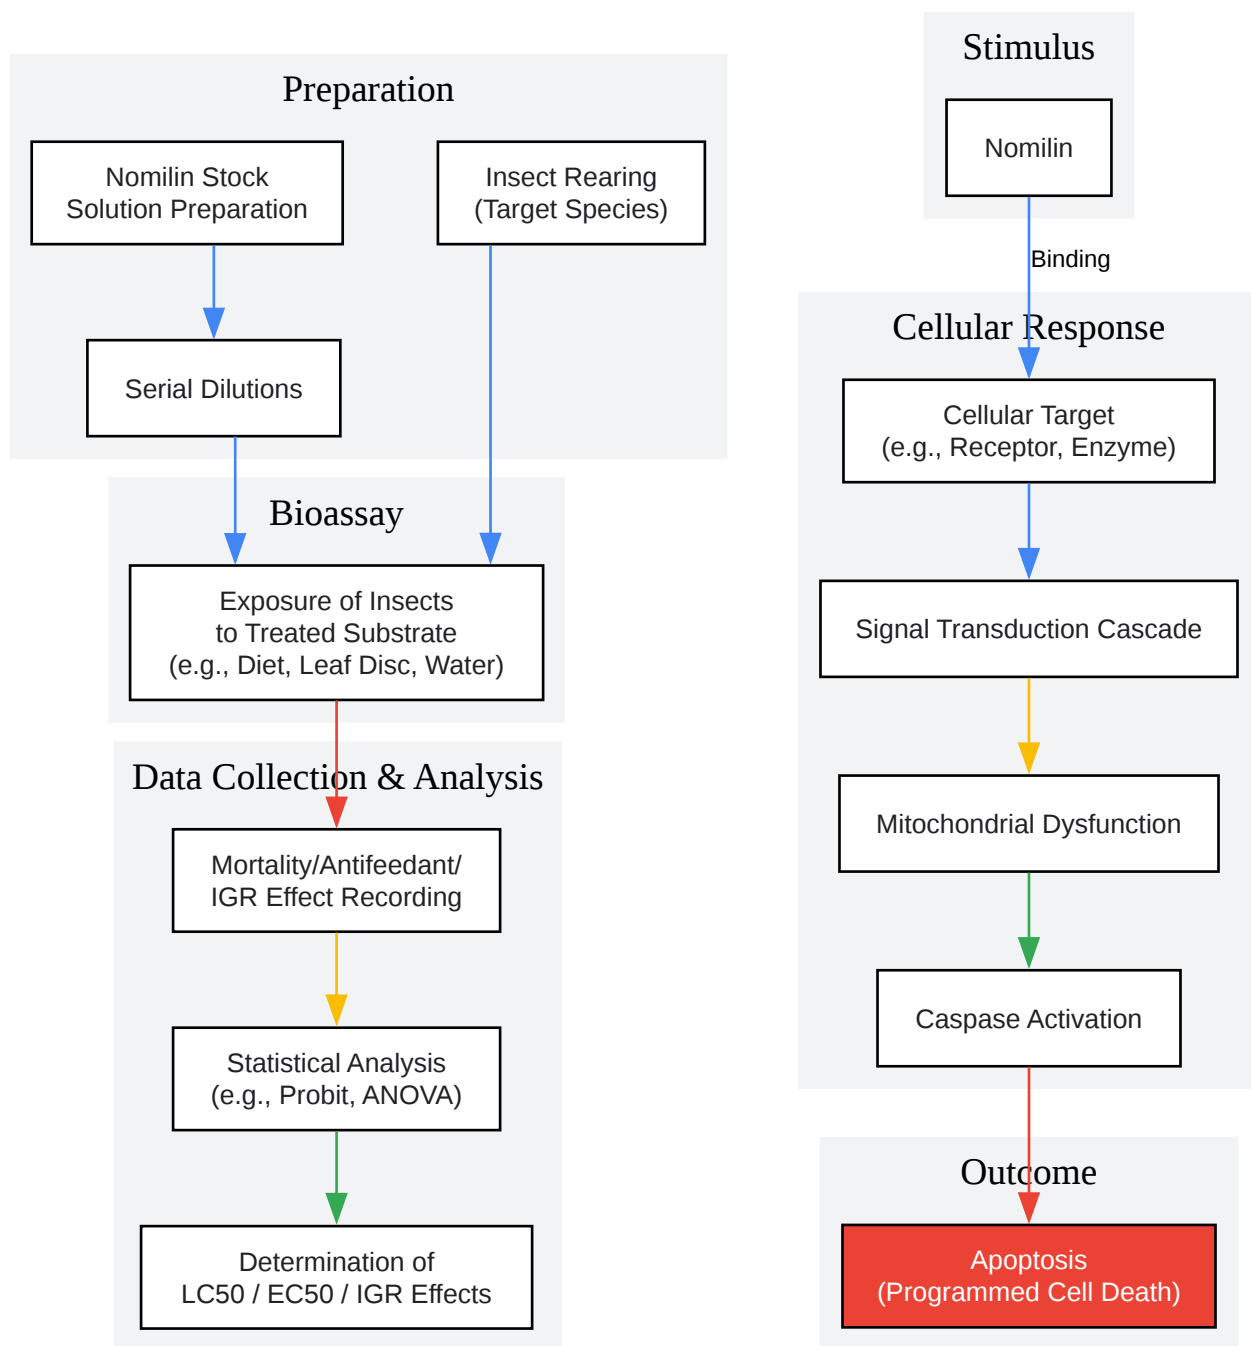 Preparation
Nomilin Stock
Solution Preparation
Insect Rearing
(Target Species)
Serial Dilutions
Bioassay
Exposure of Insects
to Treated Substrate
(e.g., Diet, Leaf Disc, Water)
Data Collection & Analysis
Mortality/Antifeedant/
IGR Effect Recording
Statistical Analysis
(e.g., Probit, ANOVA)
Determination of
LC50 / EC50 / IGR Effects
Stimulus
Nomilin
Binding
Cellular Response
Cellular Target
(e.g., Receptor, Enzyme)
Signal Transduction Cascade
Mitochondrial Dysfunction
Caspase Activation
Outcome
Apoptosis
(Programmed Cell Death)